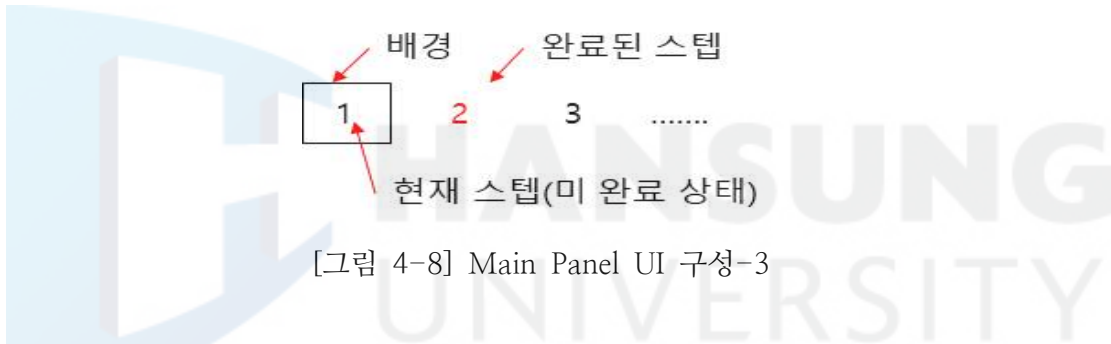 배경 완료된 스텝
1 2 3 .......
현재 스텝(미 완료 상태)
[그림 4-8] Main Panel UI 구성-3
HANSUNG
UNIVERSITY